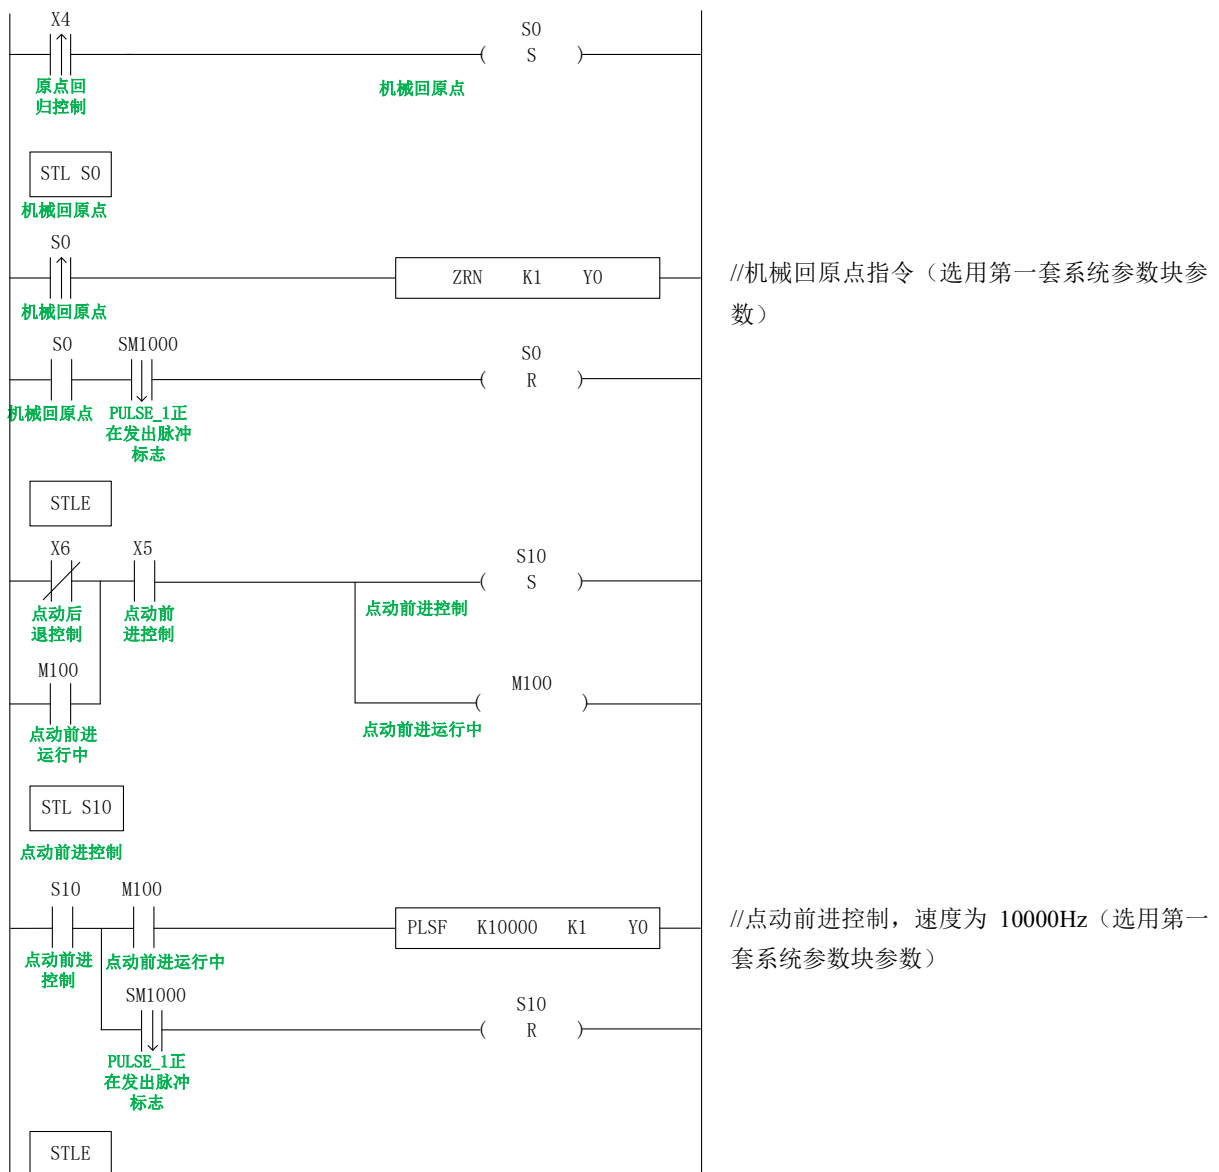 X4
S0
( S )
原点回
归控制
机械回原点
STL S0
机械回原点
S0
ZRN K1 Y0
//机械回原点指令（选用第一套系统参数块参
数）
机械回原点
S0 SM1000
S0
( R )
机械回原点
PULSE_1正
在发出脉冲
标志
STLE
X6 X5
S10
( S )
点动后
退控制
点动前
进控制
点动前进控制
M100
M100
( )
点动前进
运行中
点动前进运行中
STL S10
点动前进控制
S10 M100
PLSF K10000 K1 Y0
//点动前进控制，速度为 10000Hz（选用第一
套系统参数块参数）
点动前进
控制
点动前进运行中
SM1000
S10
( R )
PULSE_1正
在发出脉冲
标志
STLE